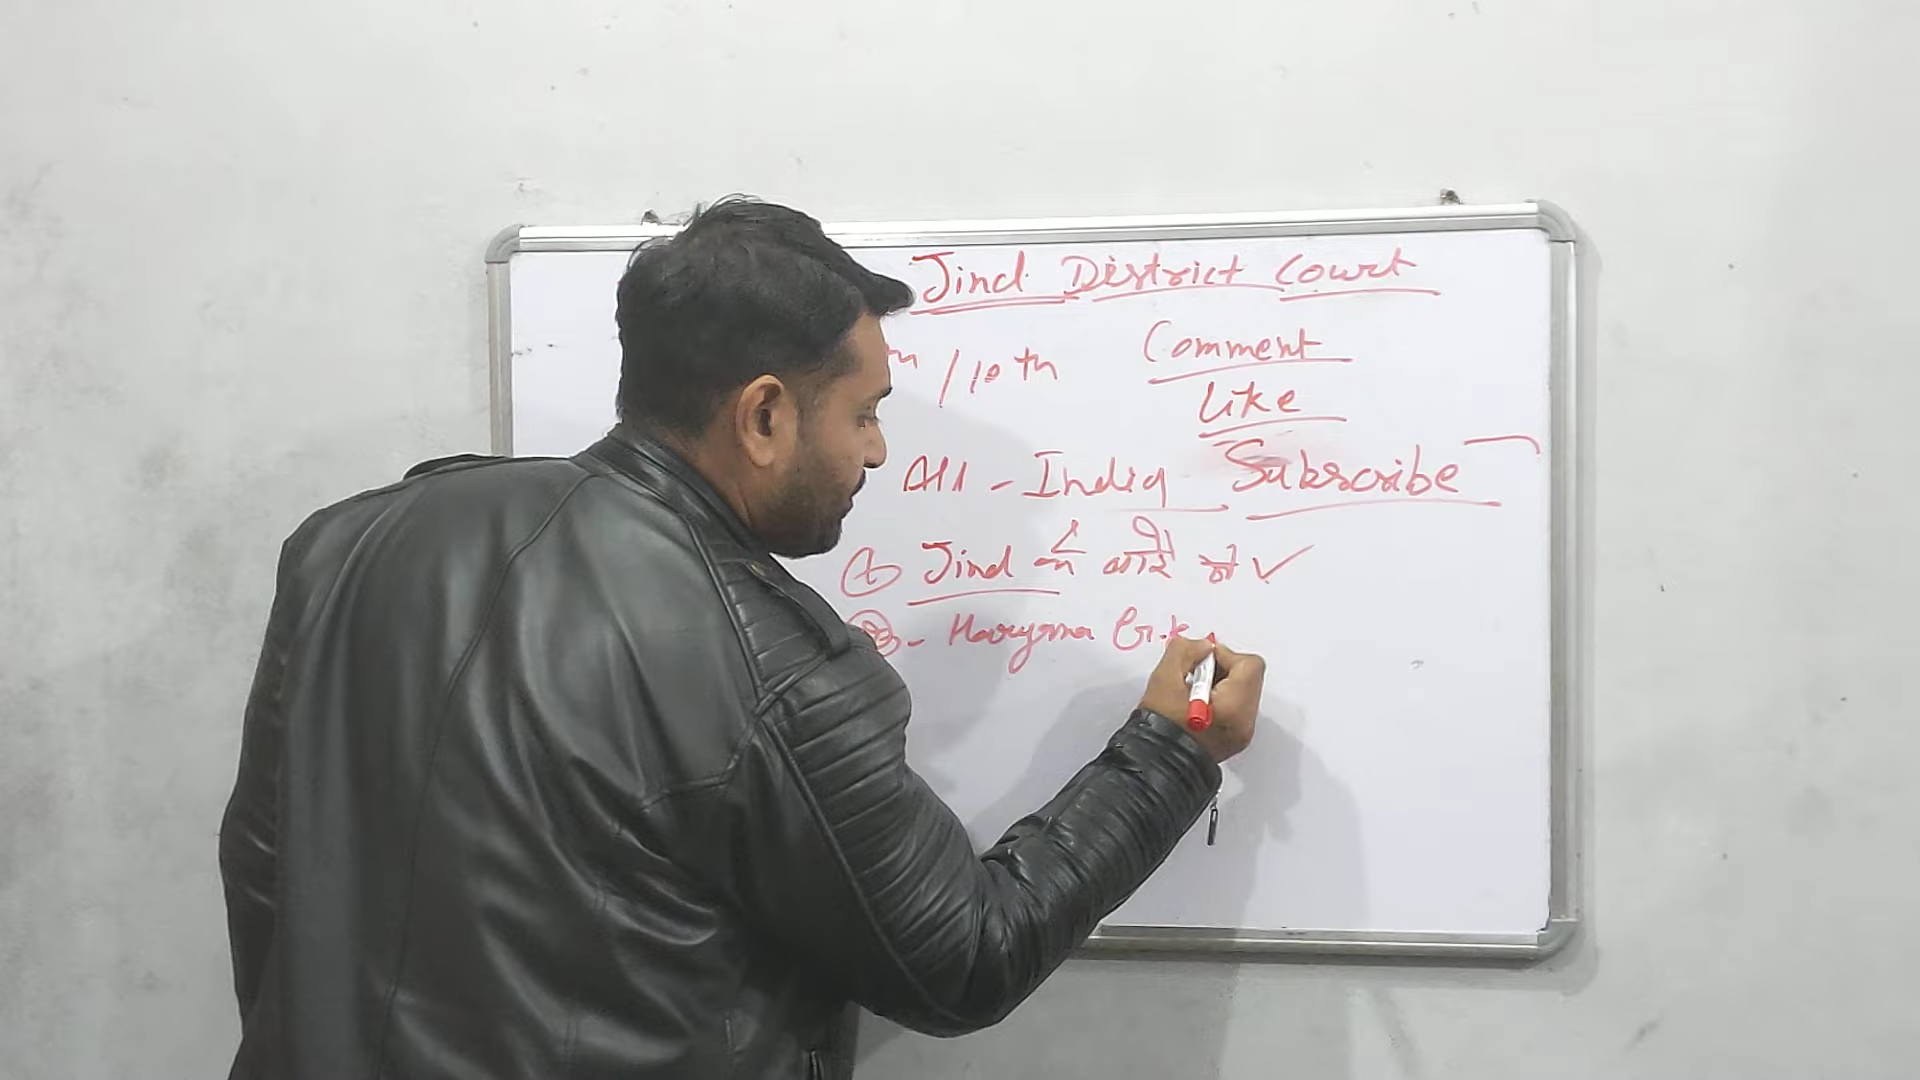 Jind District Court
/10th Comment
Like
All - India Subscribe
Jind के बारे में ✓
- Haryana G.K